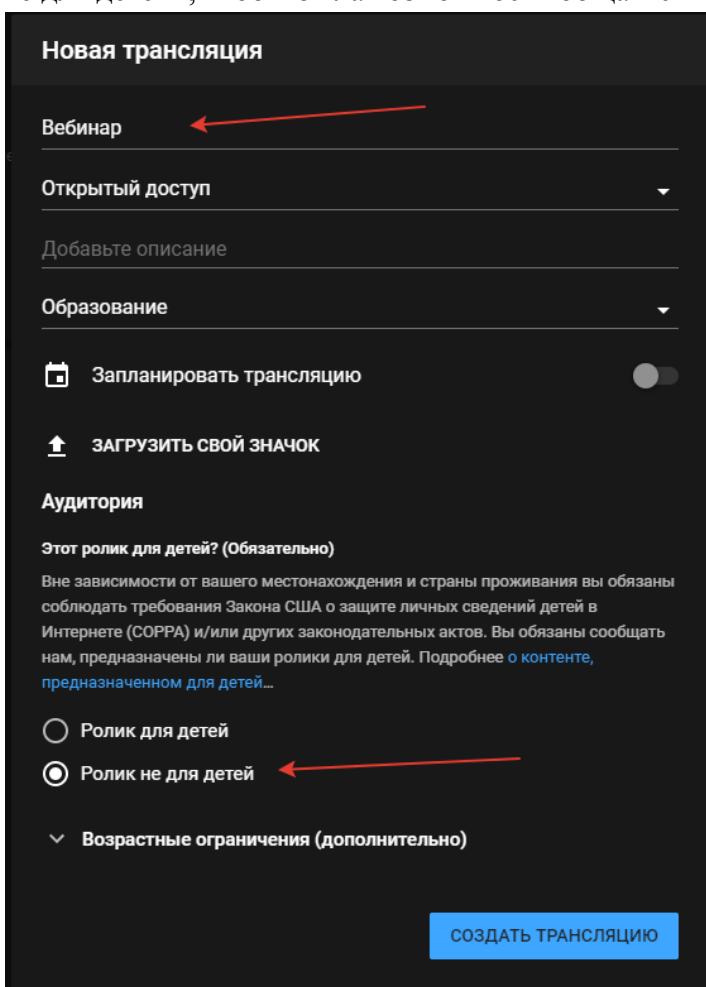 Новая трансляция
Вебинар
Открытый доступ
Добавьте описание
Образование
Запланировать трансляцию
ЗАГРУЗИТЬ СВОЙ ЗНАЧОК
Аудитория
Этот ролик для детей? (Обязательно)
Вне зависимости от вашего местонахождения и страны проживания вы обязаны
соблюдать требования Закона США о защите личных сведений детей в
Интернете (COPPA) и/или других законодательных актов. Вы обязаны сообщать
нам, предназначены ли ваши ролики для детей. Подробнее о контенте,
предназначенном для детей…
Ролик для детей
Ролик не для детей
Возрастные ограничения (дополнительно)
СОЗДАТЬ ТРАНСЛЯЦИЮ